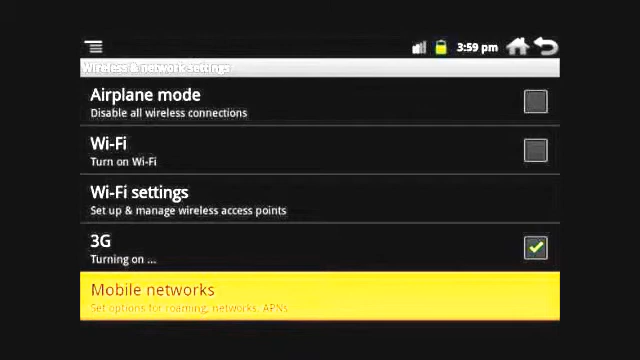 3:59 pm
Wireless & network settings
Airplane mode
Disable all wireless connections
Wi-Fi
Turn on Wi-Fi
Wi-Fi settings
Set up & manage wireless access points
3G
Turning on ...
Mobile networks
Set options for roaming, networks, APNs